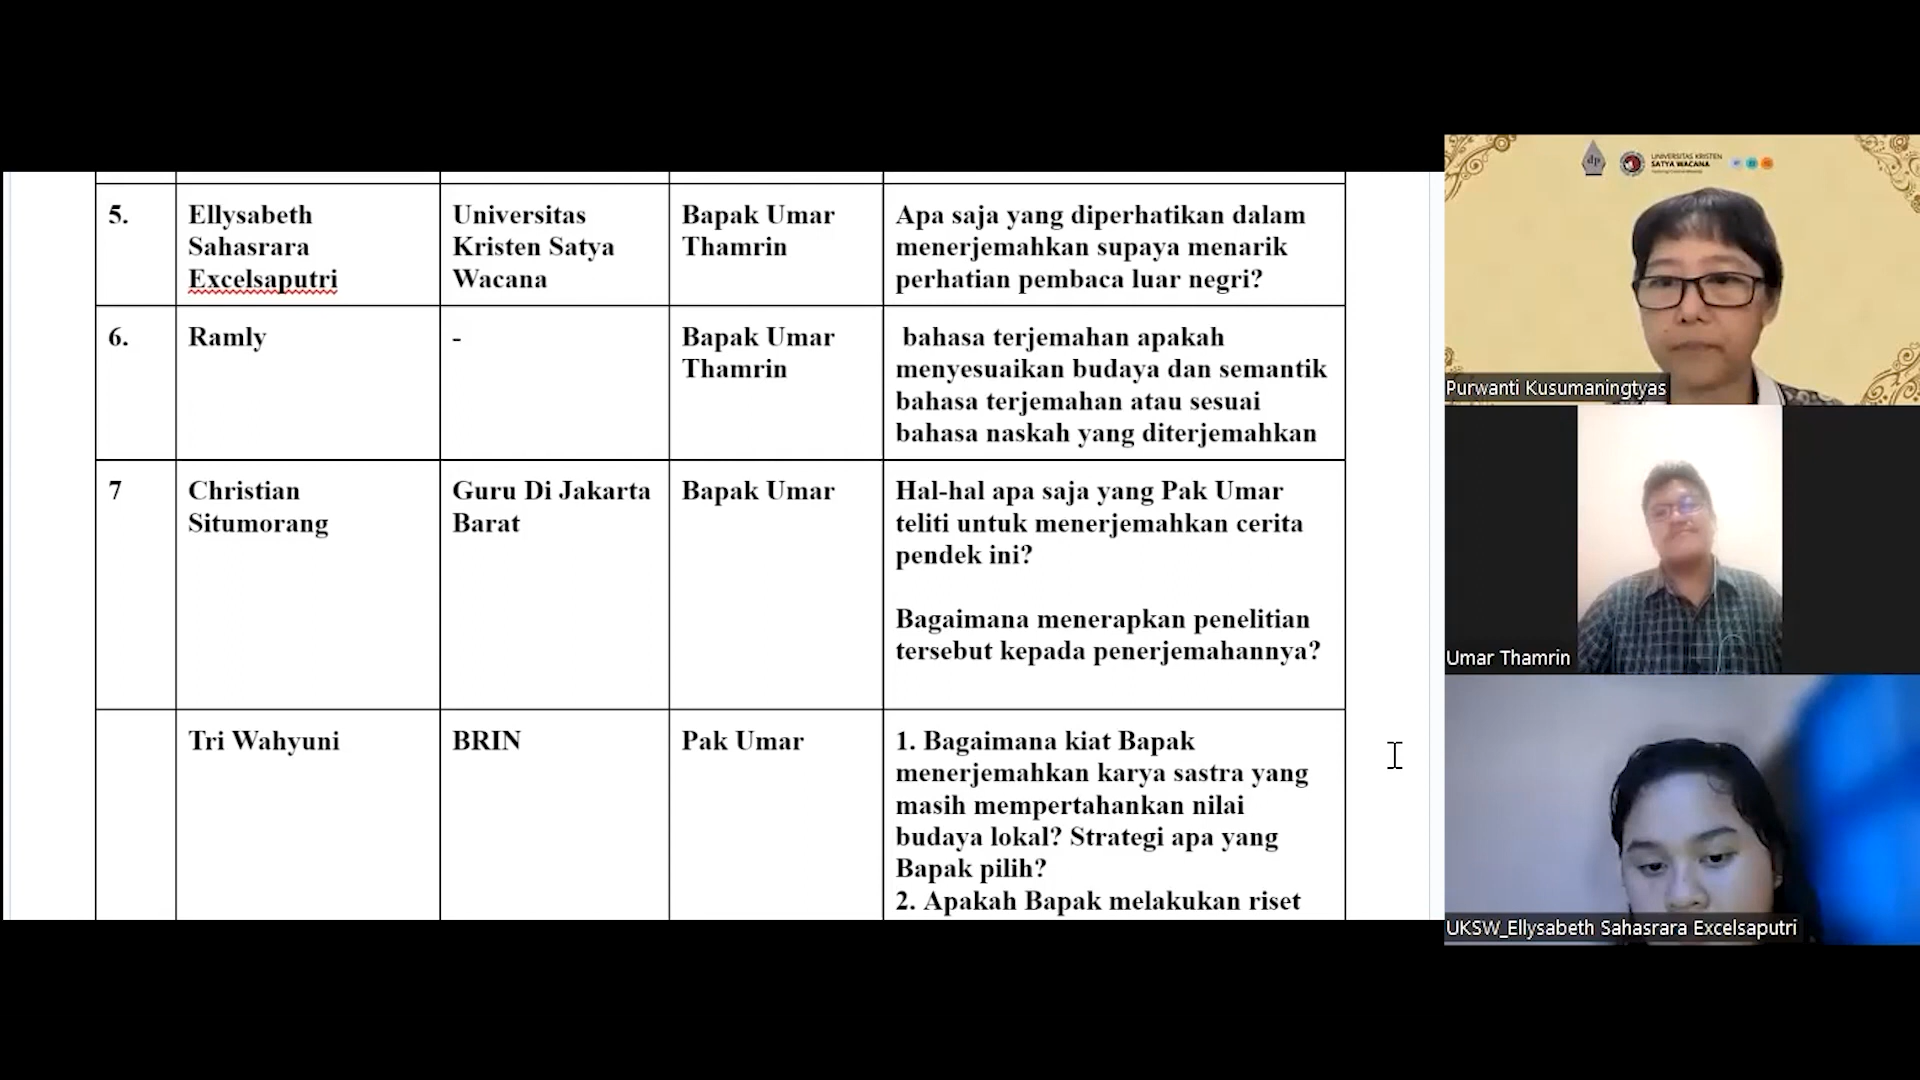 5.
Ellysabeth
Sahasrara
Excelsaputri
Universitas
Kristen Satya
Wacana
Bapak Umar
Thamrin
Apa saja yang diperhatikan dalam
menerjemahkan supaya menarik
perhatian pembaca luar negri?
6.
Ramly
-
Bapak Umar
Thamrin
bahasa terjemahan apakah
menyesuaikan budaya dan semantik
bahasa terjemahan atau sesuai
bahasa naskah yang diterjemahkan
7
Christian
Situmorang
Guru Di Jakarta
Barat
Bapak Umar
Hal-hal apa saja yang Pak Umar
teliti untuk menerjemahkan cerita
pendek ini?
Bagaimana menerapkan penelitian
tersebut kepada penerjemahannya?
Tri Wahyuni
BRIN
Pak Umar
1. Bagaimana kiat Bapak
menerjemahkan karya sastra yang
masih mempertahankan nilai
budaya lokal? Strategi apa yang
Bapak pilih?
2. Apakah Bapak melakukan riset
dp
UNIVERSITAS KRISTEN
SATYA WACANA
Purwanti Kusumaningtyas
Umar Thamrin
UKSW_Ellysabeth Sahasrara Excelsaputri